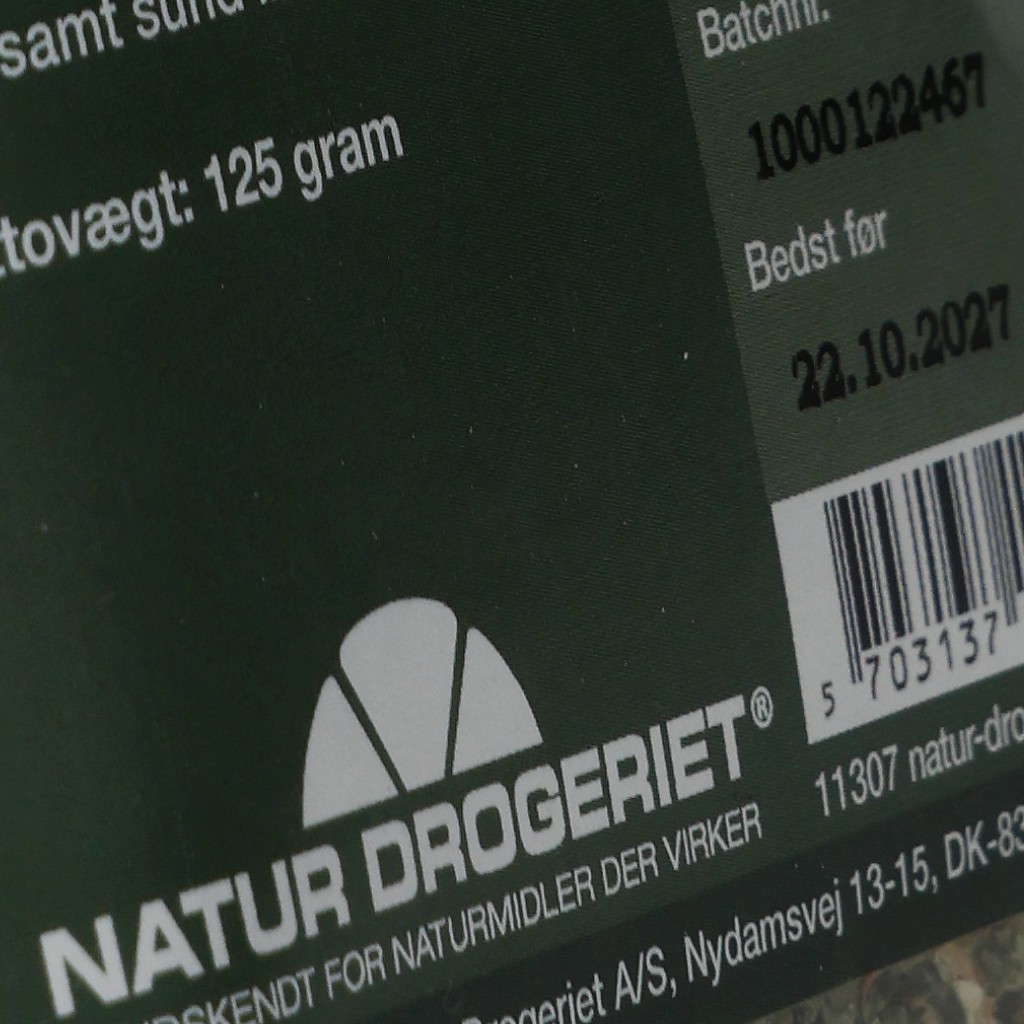 samt sund
Batchnr.
1000122467
tovægt: 125 gram
Bedst før
22.10.2027
5 703137
NATUR DROGERIET®
DSKENDT FOR NATURMIDLER DER VIRKER
11307 natur-dro
Drogeriet A/S, Nydamsvej 13-15, DK-83